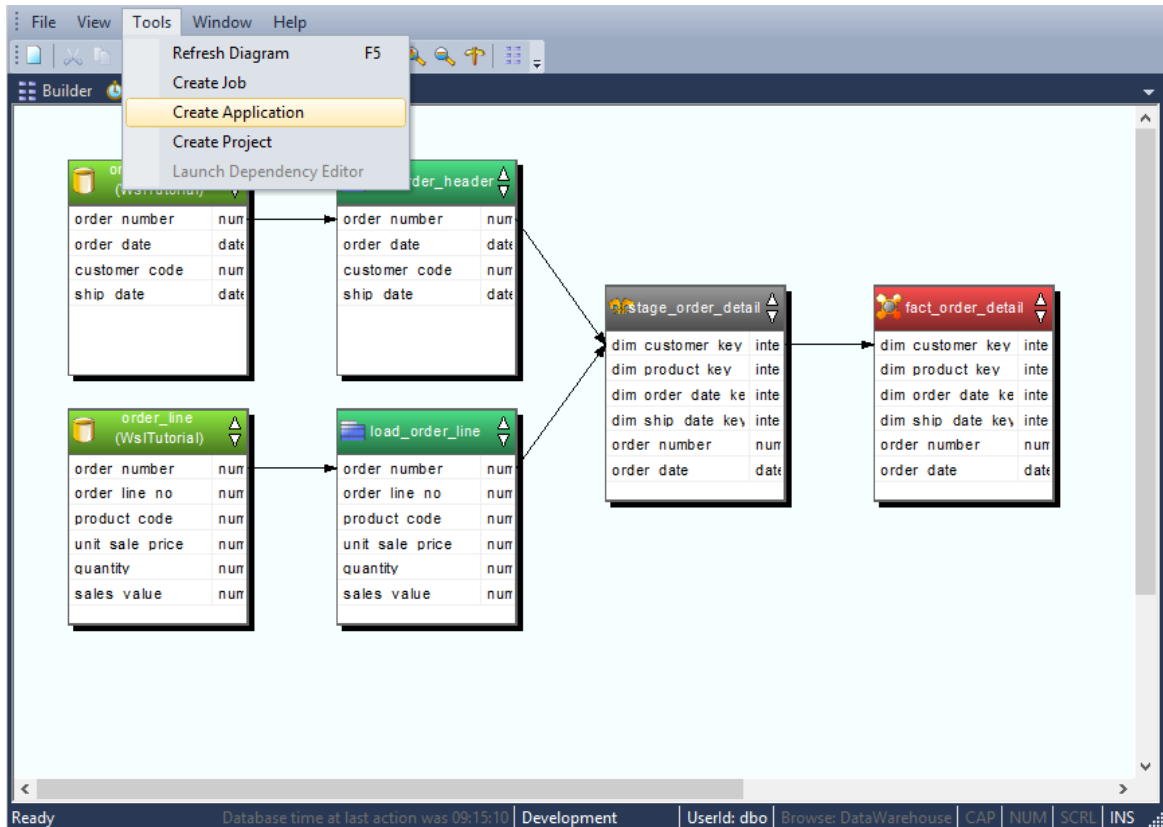 File View Tools Window Help
Refresh Diagram F5
Create Job
Builder
Create Application
Create Project
Launch Dependency Editor
(WslTutorial)
order_header
order number num
order date date
customer code num
ship date date
order number num
order date date
customer code num
ship date date
stage_order_detail
dim customer key inte
dim product key inte
dim order date ke inte
dim ship date key inte
order number num
order date date
fact_order_detail
dim customer key inte
dim product key inte
dim order date ke inte
dim ship date key inte
order number num
order date date
order_line
(WslTutorial)
order number num
order line no num
product code num
unit sale price num
quantity num
sales value num
load_order_line
order number num
order line no num
product code num
unit sale price num
quantity num
sales value num
Ready Database time at last action was 09:15:10 Development UserId: dbo Browse: DataWarehouse CAP NUM SCRL INS